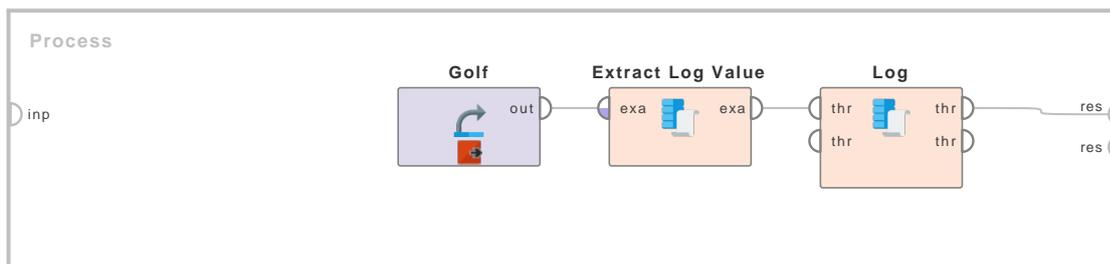 Process
Golf Extract Log Value Log
inp out exa exa thr thr res
thr thr res